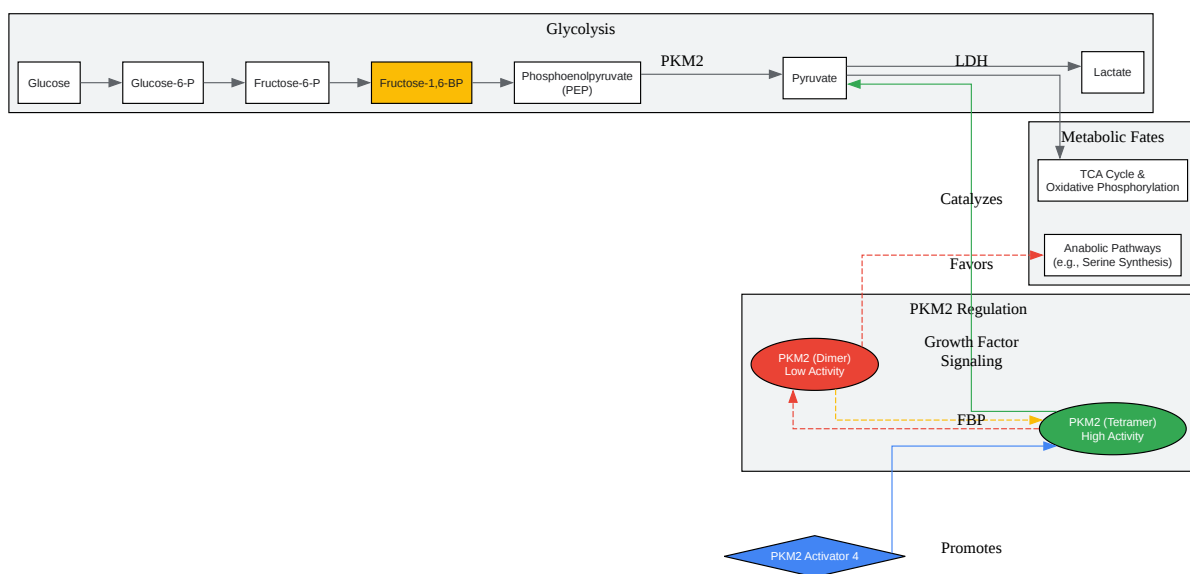 Glycolysis
Glucose
Glucose-6-P
Fructose-6-P
Fructose-1,6-BP
Phosphoenolpyruvate
(PEP)
PKM2
Pyruvate
LDH
Lactate
Metabolic Fates
TCA Cycle &
Oxidative Phosphorylation
Catalyzes
Anabolic Pathways
(e.g., Serine Synthesis)
Favors
PKM2 Regulation
Growth Factor
Signaling
PKM2 (Dimer)
Low Activity
FBP
PKM2 (Tetramer)
High Activity
PKM2 Activator 4
Promotes